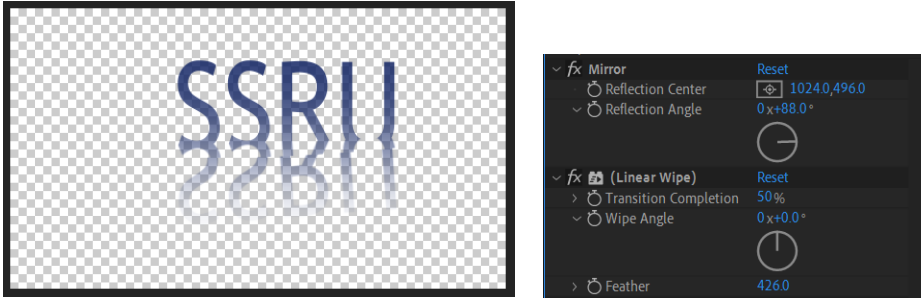 SSRU
fx Mirror Reset
Reflection Center 1024.0,496.0
Reflection Angle 0x+88.0°
fx (Linear Wipe) Reset
Transition Completion 50%
Wipe Angle 0x+0.0°
Feather 426.0